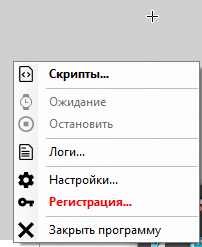 Скрипты...
Ожидание
Остановить
Логи...
Настройки...
Регистрация...
Закрыть программу